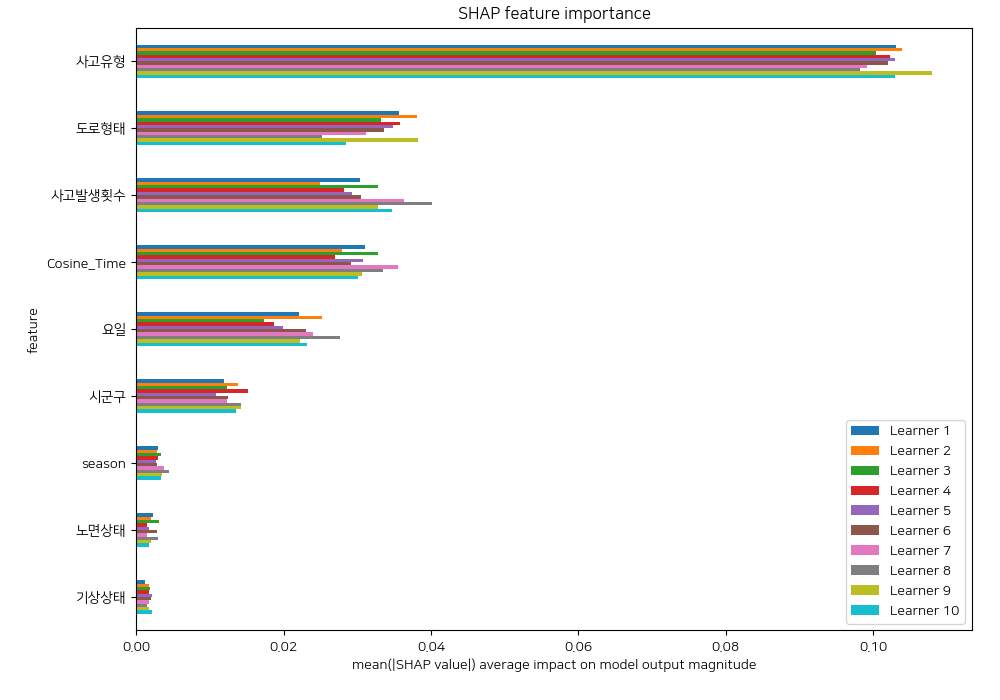 SHAP feature importance
사고유형
도로형태
사고발생횟수
Cosine_Time
요일
시군구
season
노면상태
기상상태
feature
Learner 1
Learner 2
Learner 3
Learner 4
Learner 5
Learner 6
Learner 7
Learner 8
Learner 9
Learner 10
0.00 0.02 0.04 0.06 0.08 0.10
mean(|SHAP value|) average impact on model output magnitude